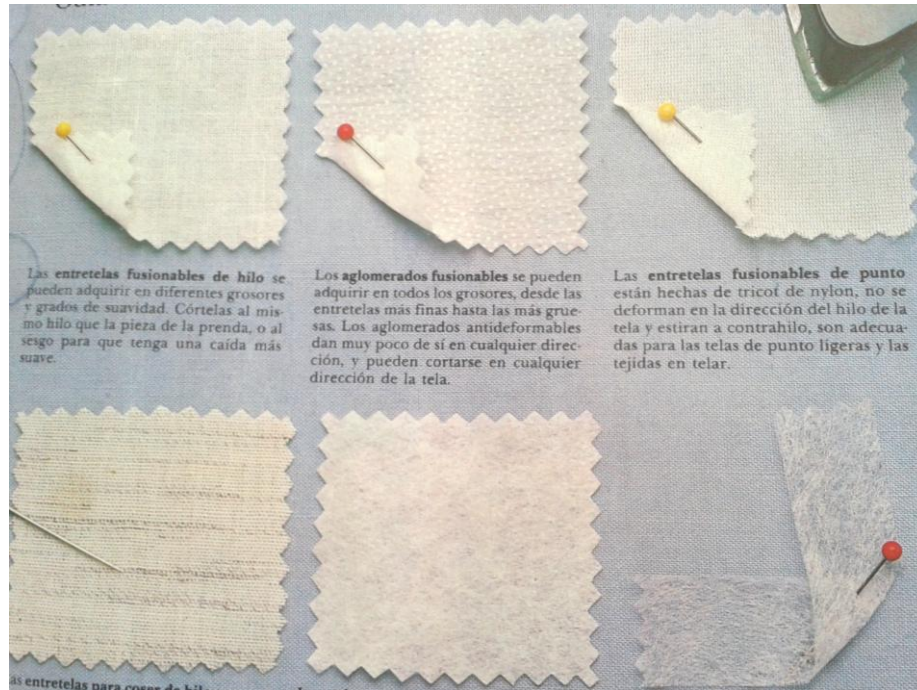 Las entretelas fusionables de hilo se
pueden adquirir en diferentes grosores
y grados de suavidad. Córtelas al mis-
mo hilo que la pieza de la prenda, o al
sesgo para que tenga una caída más
suave.
Los aglomerados fusionables se pueden
adquirir en todos los grosores, desde las
entretelas más finas hasta las más grue-
sas. Los aglomerados antideformables
dan muy poco de sí en cualquier direc-
ción, y pueden cortarse en cualquier
dirección de la tela.
Las entretelas fusionables de punto
están hechas de tricot de nylon, no se
deforman en la dirección del hilo de la
tela y estiran a contrahilo, son adecua-
das para las telas de punto ligeras y las
tejidas en telar.
entretelas para coser de hilo